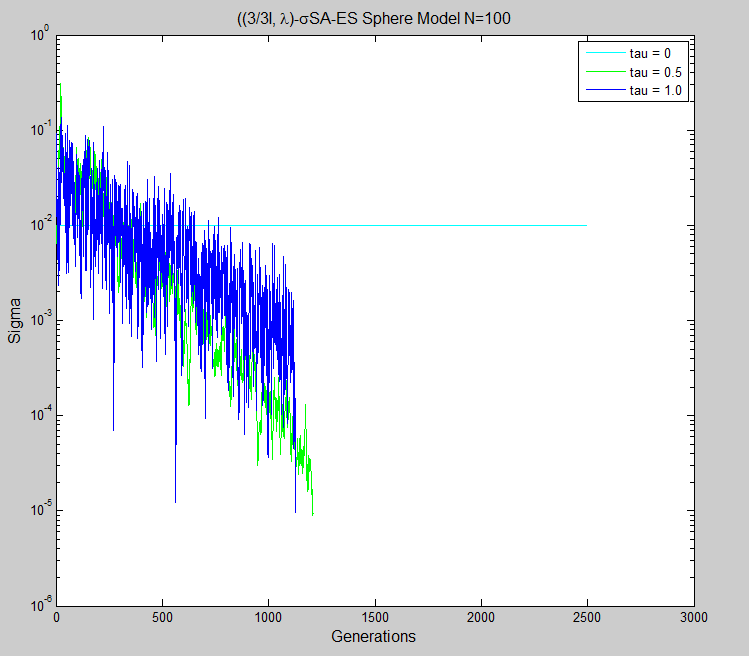 ((3/3I, λ)-σSA-ES Sphere Model N=100
tau = 0
tau = 0.5
tau = 1.0
10^0
10^-1
10^-2
10^-3
10^-4
10^-5
10^-6
Sigma
0 500 1000 1500 2000 2500 3000
Generations